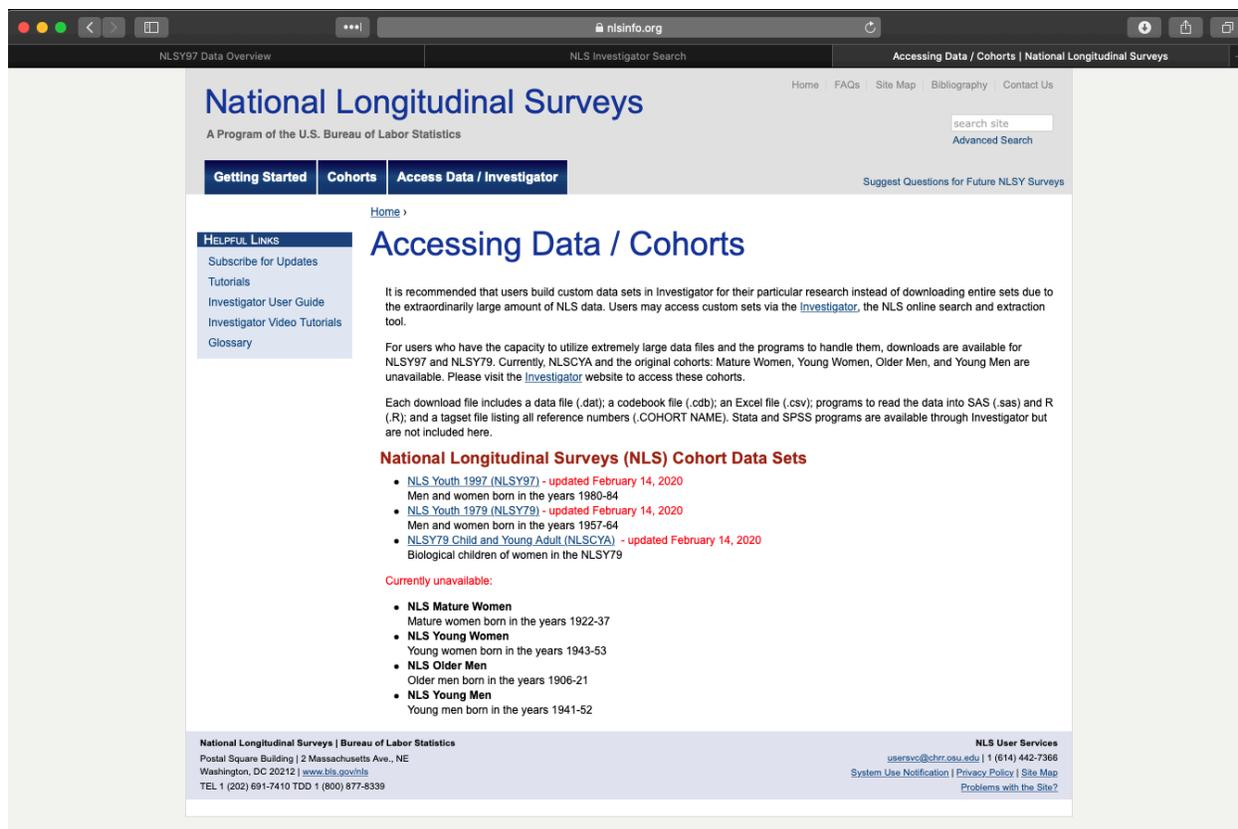 nlsinfo.org
NLSY97 Data Overview
NLS Investigator Search
Accessing Data / Cohorts | National Longitudinal Surveys
Home | FAQs | Site Map | Bibliography | Contact Us
National Longitudinal Surveys
A Program of the U.S. Bureau of Labor Statistics
search site
Advanced Search
Getting Started
Cohorts
Access Data / Investigator
Suggest Questions for Future NLSY Surveys
Home ›
HELPFUL LINKS
Subscribe for Updates
Tutorials
Investigator User Guide
Investigator Video Tutorials
Glossary
Accessing Data / Cohorts
It is recommended that users build custom data sets in Investigator for their particular research instead of downloading entire sets due to
the extraordinarily large amount of NLS data. Users may access custom sets via the Investigator, the NLS online search and extraction
tool.
For users who have the capacity to utilize extremely large data files and the programs to handle them, downloads are available for
NLSY97 and NLSY79. Currently, NLSCYA and the original cohorts: Mature Women, Young Women, Older Men, and Young Men are
unavailable. Please visit the Investigator website to access these cohorts.
Each download file includes a data file (.dat); a codebook file (.cdb); an Excel file (.csv); programs to read the data into SAS (.sas) and R
(.R); and a tagset file listing all reference numbers (.COHORT NAME). Stata and SPSS programs are available through Investigator but
are not included here.
National Longitudinal Surveys (NLS) Cohort Data Sets
• NLS Youth 1997 (NLSY97) - updated February 14, 2020
Men and women born in the years 1980-84
• NLS Youth 1979 (NLSY79) - updated February 14, 2020
Men and women born in the years 1957-64
• NLSY79 Child and Young Adult (NLSCYA) - updated February 14, 2020
Biological children of women in the NLSY79
Currently unavailable:
• NLS Mature Women
Mature women born in the years 1922-37
• NLS Young Women
Young women born in the years 1943-53
• NLS Older Men
Older men born in the years 1906-21
• NLS Young Men
Young men born in the years 1941-52
National Longitudinal Surveys | Bureau of Labor Statistics
Postal Square Building | 2 Massachusetts Ave., NE
Washington, DC 20212 | www.bls.gov/nls
TEL 1 (202) 691-7410 TDD 1 (800) 877-8339
NLS User Services
usersvc@chrr.osu.edu | 1 (614) 442-7366
System Use Notification | Privacy Policy | Site Map
Problems with the Site?